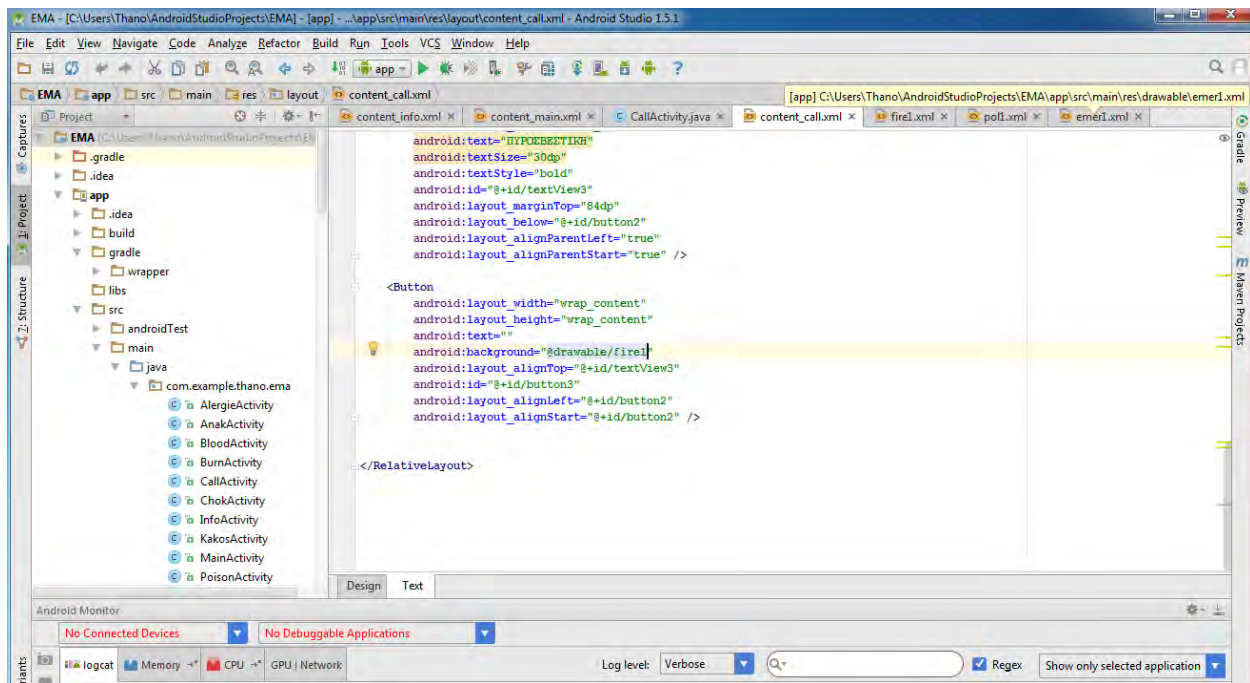 EMA - [C:\Users\Thano\AndroidStudioProjects\EMA] - [app] - ...\app\src\main\res\layout\content_call.xml - Android Studio 1.5.1
File Edit View Navigate Code Analyze Refactor Build Run Tools VCS Window Help
app
EMA app src main res layout content_call.xml
[app] C:\Users\Thano\AndroidStudioProjects\EMA\app\src\main\res\drawable\emer1.xml
Project
content_info.xml content_main.xml CallActivity.java content_call.xml fire1.xml pol1.xml emer1.xml
Captures
1: Project
2: Structure
EMA (C:\Users\Thano\AndroidStudioProjects\EM
.gradle
.idea
app
.idea
build
gradle
wrapper
libs
src
androidTest
main
java
com.example.thano.ema
AlergieActivity
AnakActivity
BloodActivity
BurnActivity
CallActivity
ChokActivity
InfoActivity
KakosActivity
MainActivity
PoisonActivity
android:text="ΠΥΡΟΣΒΕΣΤΙΚΗ"
android:textSize="30dp"
android:textStyle="bold"
android:id="@+id/textView3"
android:layout_marginTop="84dp"
android:layout_below="@+id/button2"
android:layout_alignParentLeft="true"
android:layout_alignParentStart="true" />
<Button
android:layout_width="wrap_content"
android:layout_height="wrap_content"
android:text=""
android:background="@drawable/fire1"
android:layout_alignTop="@+id/textView3"
android:id="@+id/button3"
android:layout_alignLeft="@+id/button2"
android:layout_alignStart="@+id/button2" />
</RelativeLayout>
Gradle
Preview
Maven Projects
Design Text
Android Monitor
No Connected Devices No Debuggable Applications
logcat Memory CPU GPU | Network Log level: Verbose Regex Show only selected application